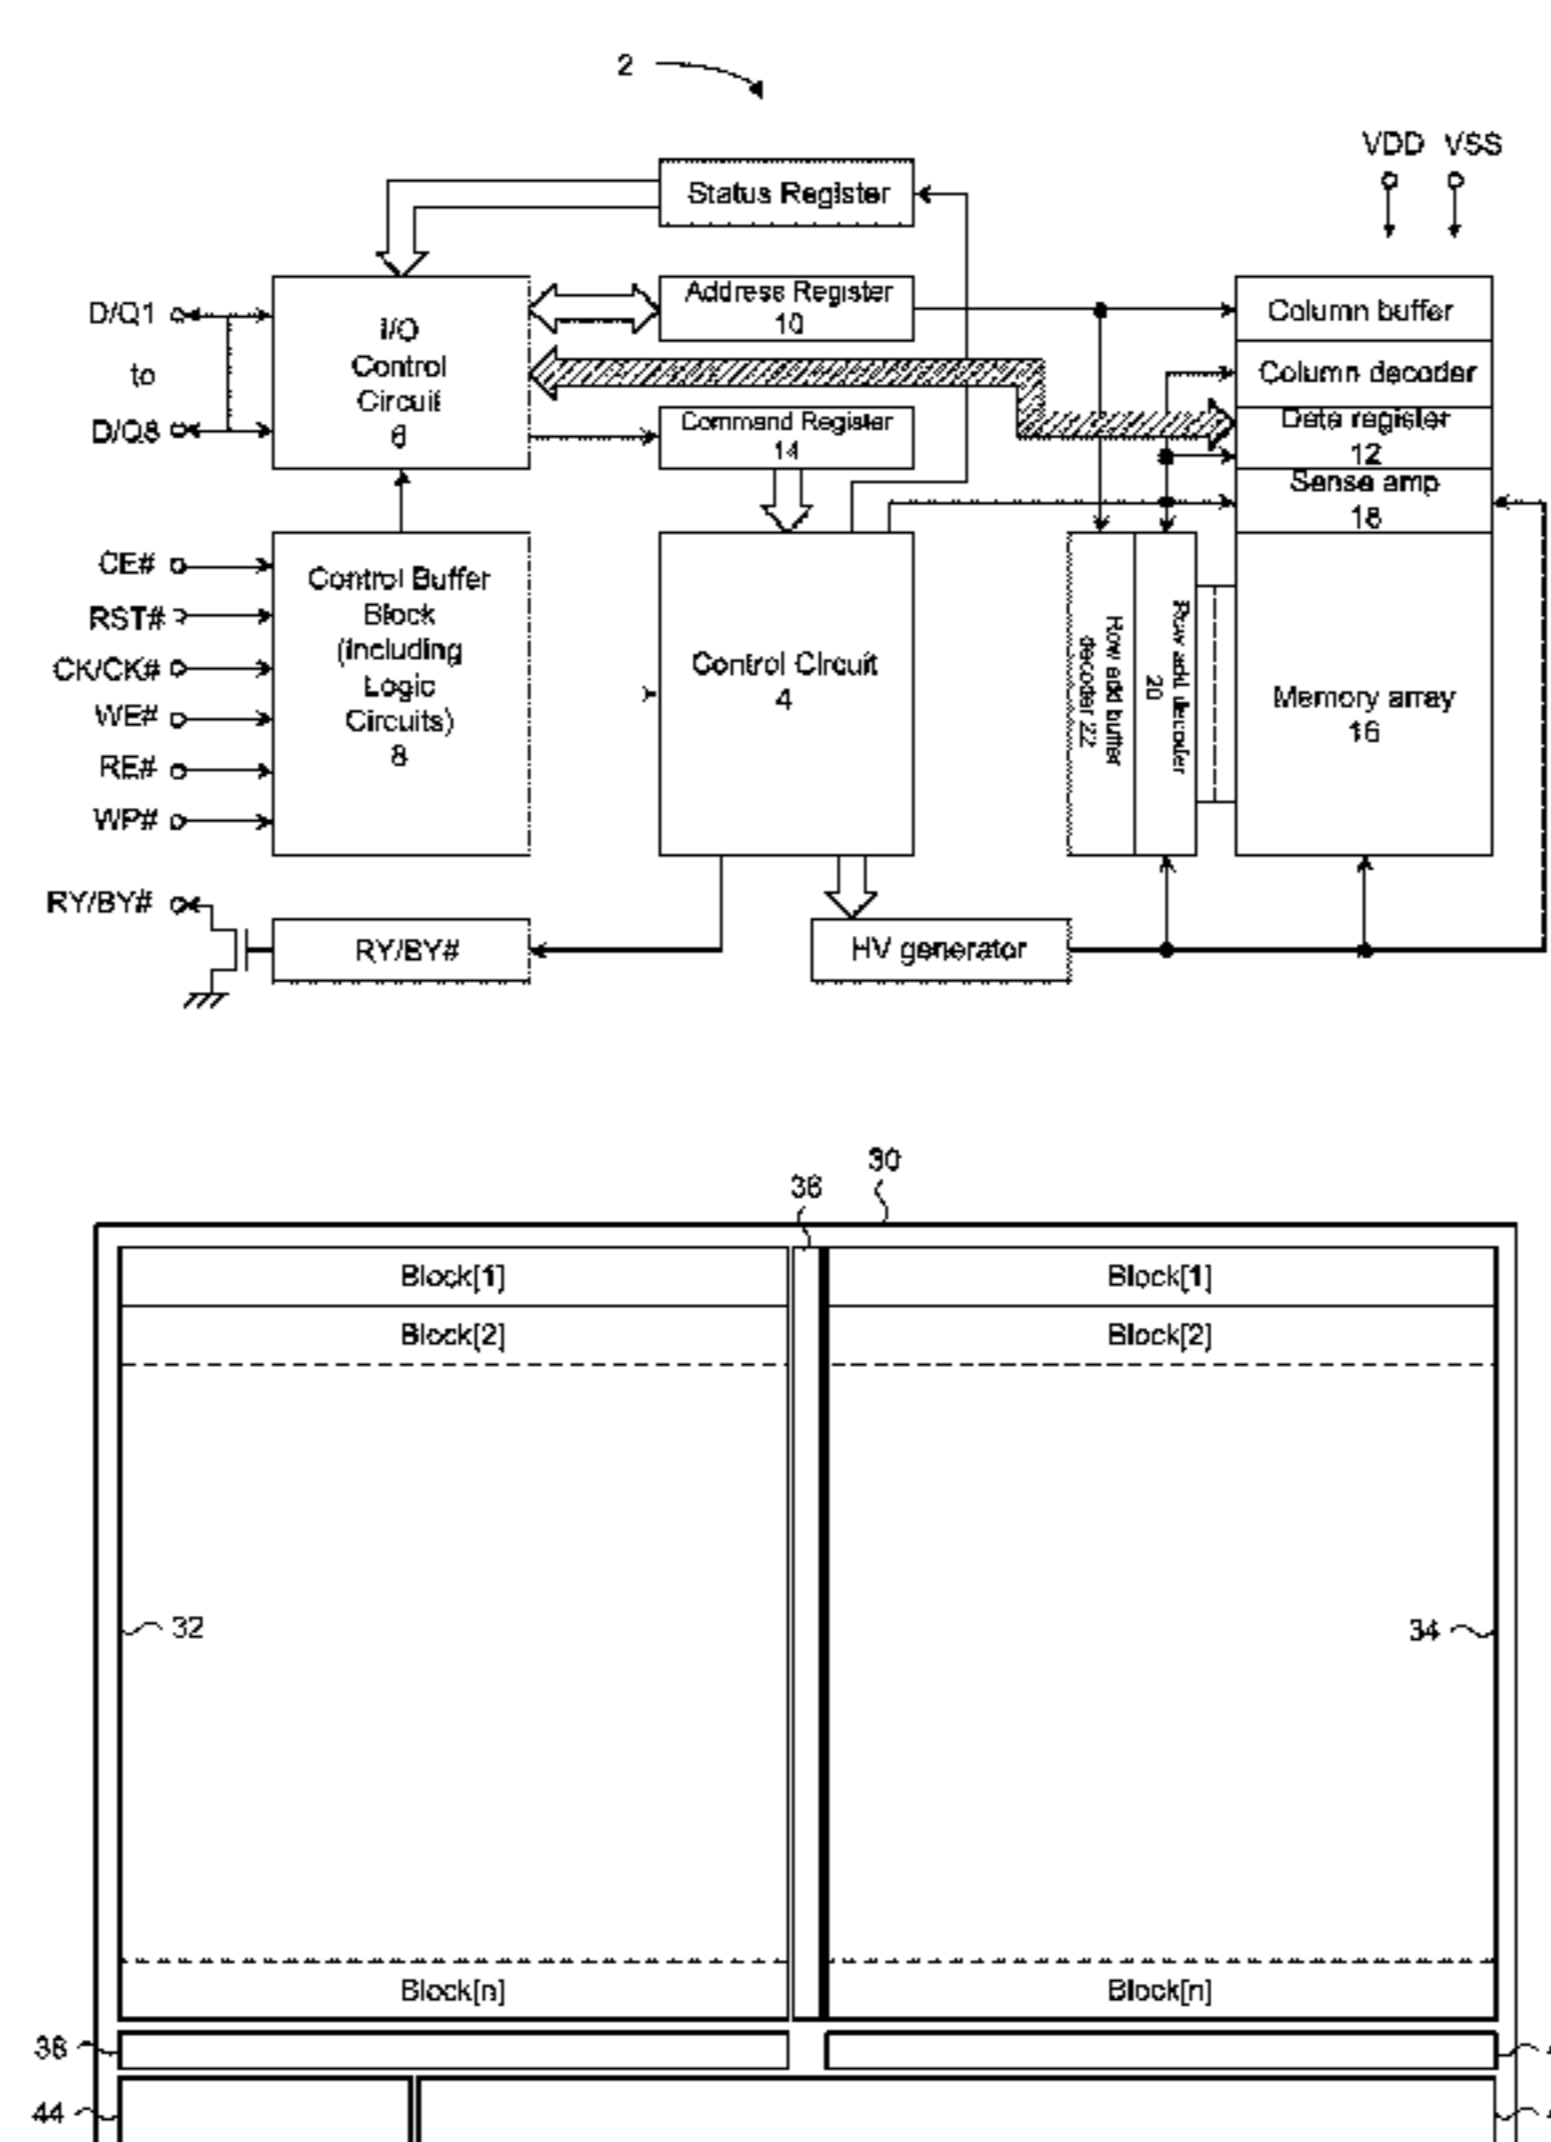 2
VDD VSS
Status Register
D/Q1
to
D/Q8
I/O
Control
Circuit
6
Address Register
10
Command Register
14
Column buffer
Column decoder
Data register
12
Sense amp
18
CE#
RST#
CK/CK#
WE#
RE#
WP#
Control Buffer
Block
(including
Logic
Circuits)
8
Control Circuit
4
Row add buffer
decoder 22
Row add decoder
20
Memory array
16
RY/BY#
RY/BY#
HV generator
30
36
Block[1]
Block[1]
Block[2]
Block[2]
32
34
Block[n]
Block[n]
38
44